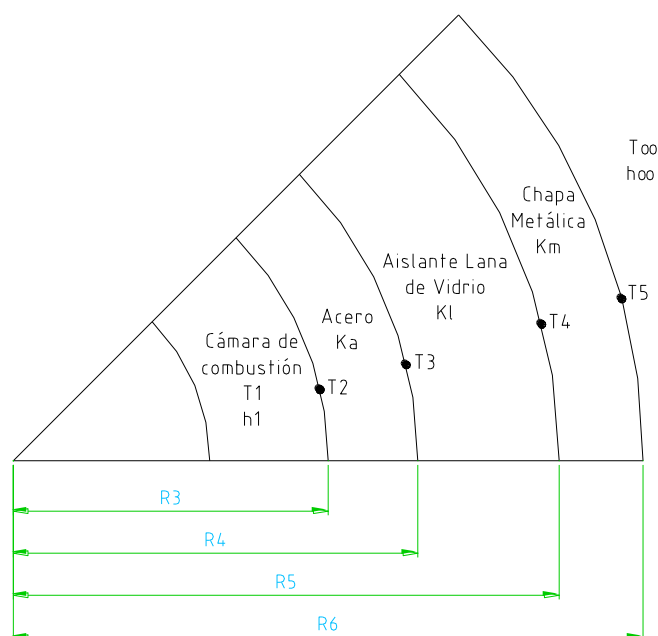 Too
hoo
Chapa
Metálica
Km
Aislante Lana
de Vidrio
Kl
T5
T4
Acero
Ka
Cámara de
combustión
T1
h1
T3
T2
R3
R4
R5
R6